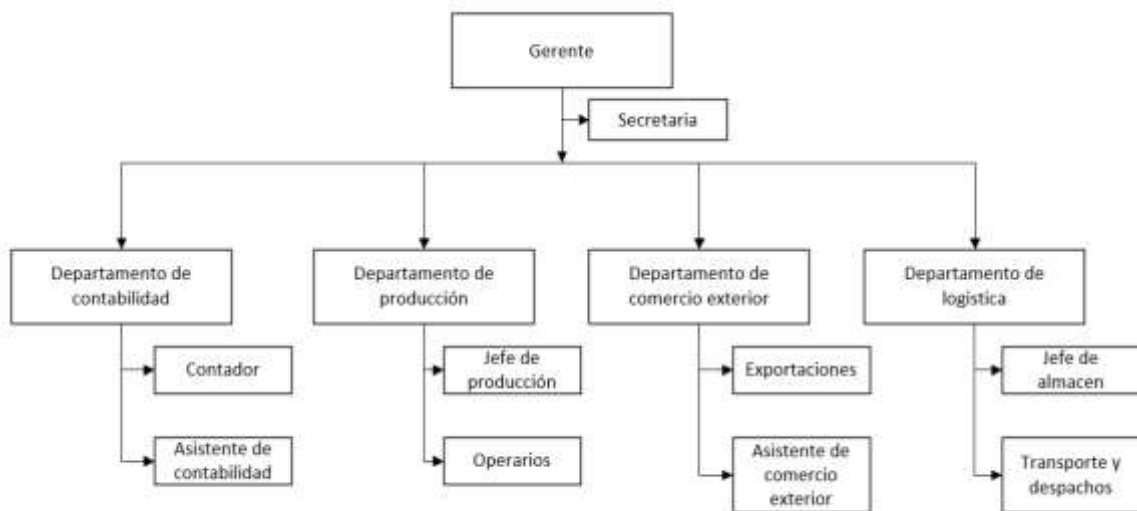 Gerente
Secretaria
Departamento de
contabilidad
Departamento de
producción
Departamento de
comercio exterior
Departamento de
logistica
Contador
Jefe de
producción
Exportaciones
Jefe de
almacen
Asistente de
contabilidad
Operarios
Asistente de
comercio
exterior
Transporte y
despachos